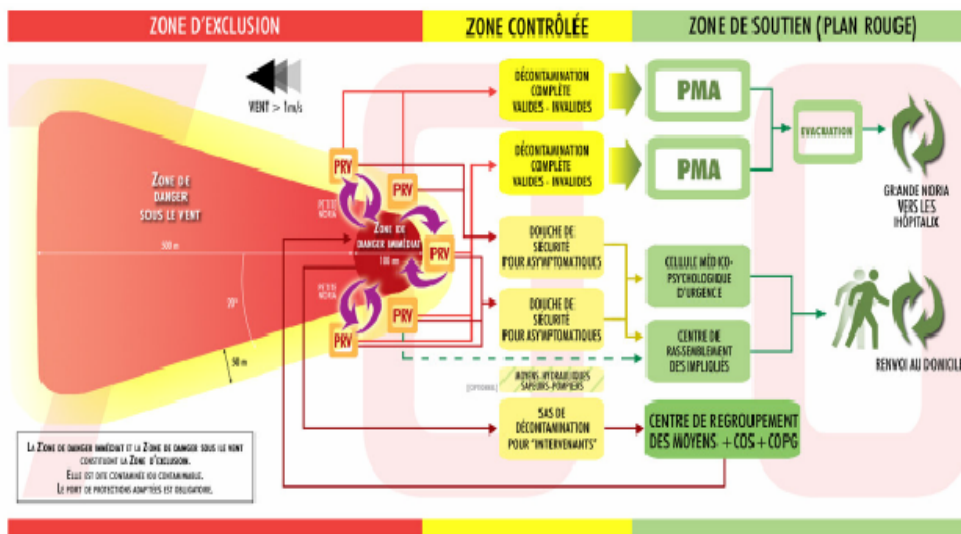 ZONE D'EXCLUSION
ZONE CONTRÔLÉE
ZONE DE SOUTIEN (PLAN ROUGE)
VENT > 1m/s
DÉCONTAMINATION
COMPLÈTE
VALIDES - INVALIDES
PMA
EVACUATION
DÉCONTAMINATION
COMPLÈTE
VALIDES - INVALIDES
PMA
GRANDE NORIA
VERS LES
HÔPITAUX
ZONE DE
DANGER
SOUS LE VENT
PRV
PRV
PETITE
NORIA
ZONE DE
DANGER IMMÉDIAT
100 m
500 m
PRV
20°
PETITE
NORIA
PRV
PRV
50 m
DOUCHE DE
SÉCURITÉ
POUR ASYMPTOMATIQUES
CELLULE MÉDICO-
PSYCHOLOGIQUE
D'URGENCE
DOUCHE DE
SÉCURITÉ
POUR ASYMPTOMATIQUES
CENTRE DE
RAS-SEMBLEMENT
DES IMPLIQUÉS
RENVOI AU DOMICILE
(OPTIONNEL)
MOYENS-HYDRAULIQUES
SAPEURS-POMPIERS
SAS DE
DÉCONTAMINATION
POUR "INTERVENANTS"
CENTRE DE REGROUPEMENT
DES MOYENS + COS + COPG
LA ZONE DE DANGER IMMÉDIAT ET LA ZONE DE DANGER SOUS LE VENT
CONSTITUENT LA ZONE D'EXCLUSION.
ELLE EST DITE CONTAMINÉE OU CONTAMINABLE.
LE PORT DE PROTECTIONS ADAPTÉES EST OBLIGATOIRE.